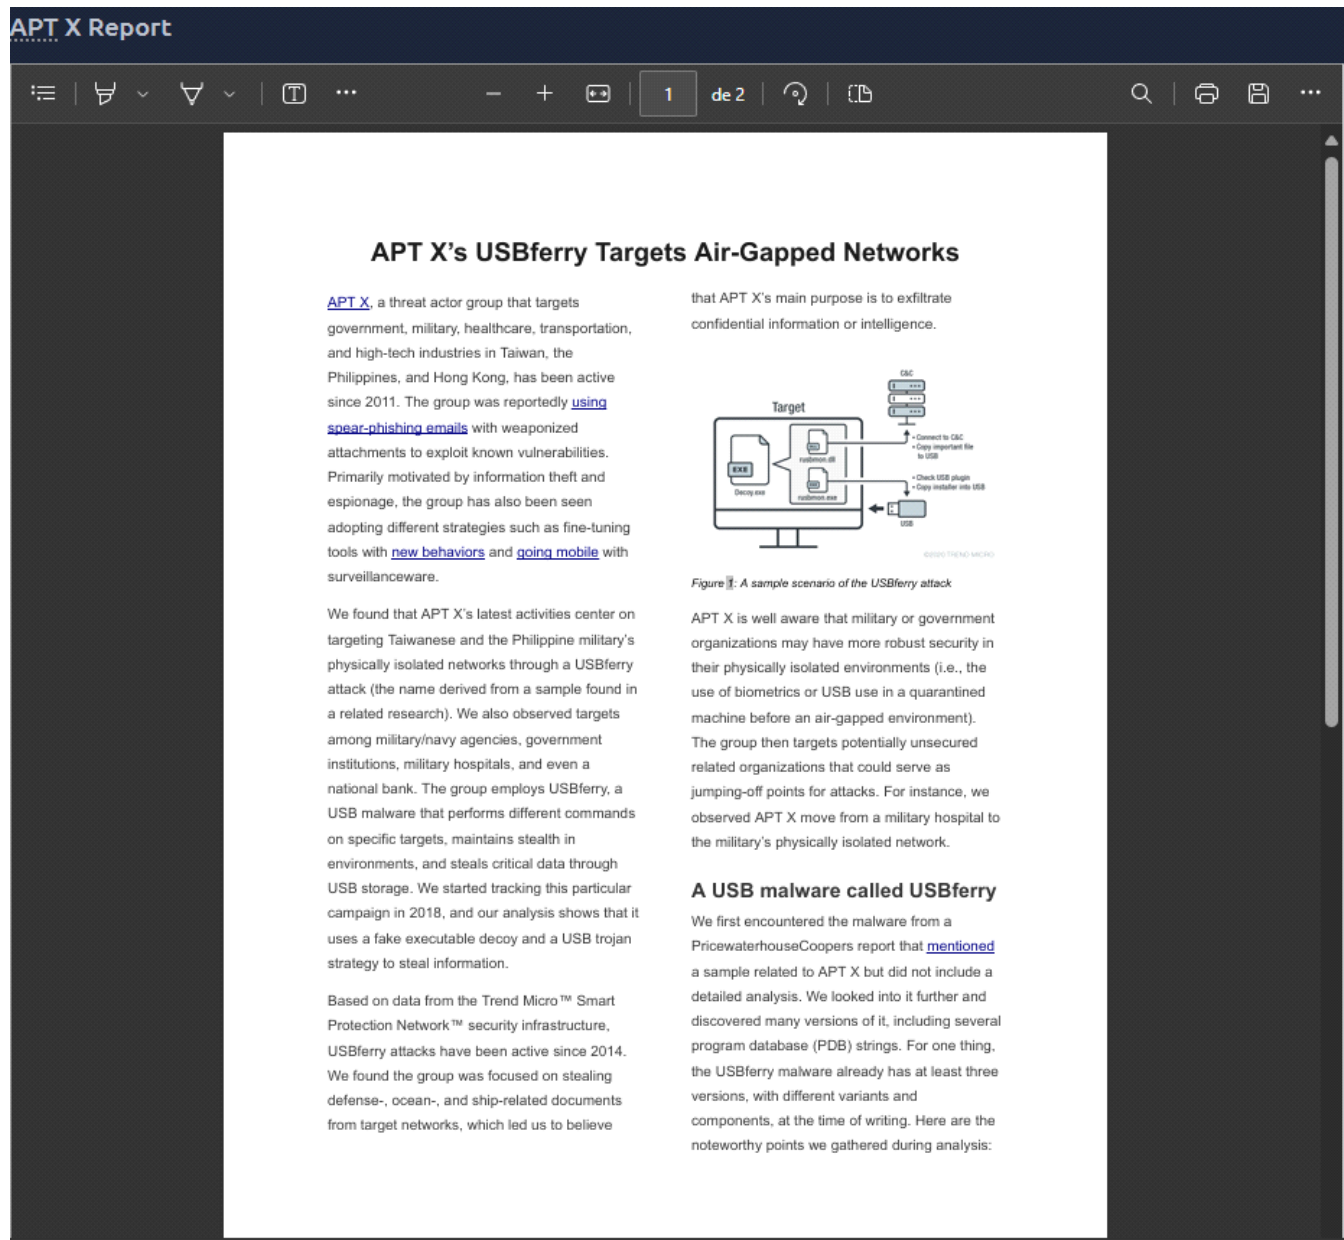 APT X Report
1 de 2
APT X's USBferry Targets Air-Gapped Networks
APT X, a threat actor group that targets
government, military, healthcare, transportation,
and high-tech industries in Taiwan, the
Philippines, and Hong Kong, has been active
since 2011. The group was reportedly using
spear-phishing emails with weaponized
attachments to exploit known vulnerabilities.
Primarily motivated by information theft and
espionage, the group has also been seen
adopting different strategies such as fine-tuning
tools with new behaviors and going mobile with
surveillanceware.
We found that APT X's latest activities center on
targeting Taiwanese and the Philippine military's
physically isolated networks through a USBferry
attack (the name derived from a sample found in
a related research). We also observed targets
among military/navy agencies, government
institutions, military hospitals, and even a
national bank. The group employs USBferry, a
USB malware that performs different commands
on specific targets, maintains stealth in
environments, and steals critical data through
USB storage. We started tracking this particular
campaign in 2018, and our analysis shows that it
uses a fake executable decoy and a USB trojan
strategy to steal information.
Based on data from the Trend Micro™ Smart
Protection Network™ security infrastructure,
USBferry attacks have been active since 2014.
We found the group was focused on stealing
defense-, ocean-, and ship-related documents
from target networks, which led us to believe
that APT X's main purpose is to exfiltrate
confidential information or intelligence.
C&C
Target
• Connect to C&C
• Copy important file
to USB
rusbmon.dll
EXE
Decoy.exe
rusbmon.exe
• Check USB plugin
• Copy installer into USB
USB
©2020 TREND MICRO
Figure 1: A sample scenario of the USBferry attack
APT X is well aware that military or government
organizations may have more robust security in
their physically isolated environments (i.e., the
use of biometrics or USB use in a quarantined
machine before an air-gapped environment).
The group then targets potentially unsecured
related organizations that could serve as
jumping-off points for attacks. For instance, we
observed APT X move from a military hospital to
the military's physically isolated network.
A USB malware called USBferry
We first encountered the malware from a
PricewaterhouseCoopers report that mentioned
a sample related to APT X but did not include a
detailed analysis. We looked into it further and
discovered many versions of it, including several
program database (PDB) strings. For one thing,
the USBferry malware already has at least three
versions, with different variants and
components, at the time of writing. Here are the
noteworthy points we gathered during analysis: